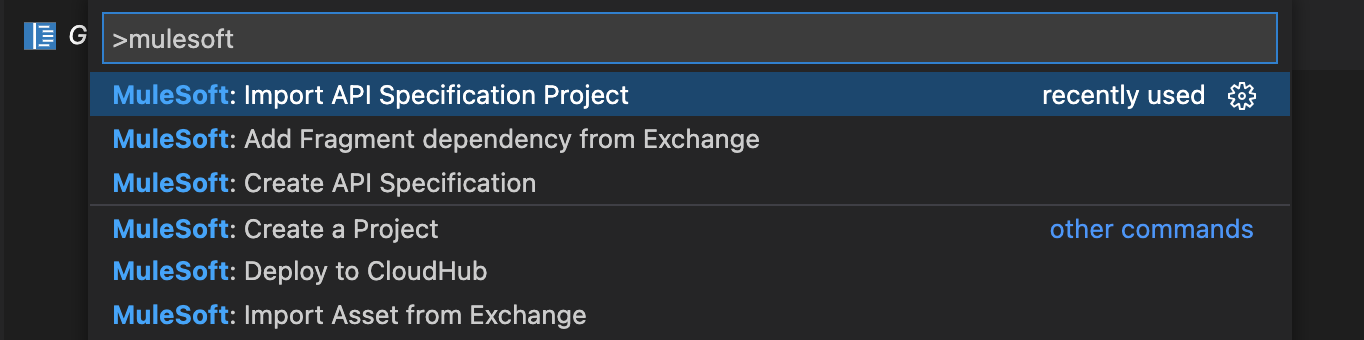 G
>mulesoft
MuleSoft: Import API Specification Project recently used
MuleSoft: Add Fragment dependency from Exchange
MuleSoft: Create API Specification
MuleSoft: Create a Project other commands
MuleSoft: Deploy to CloudHub
MuleSoft: Import Asset from Exchange